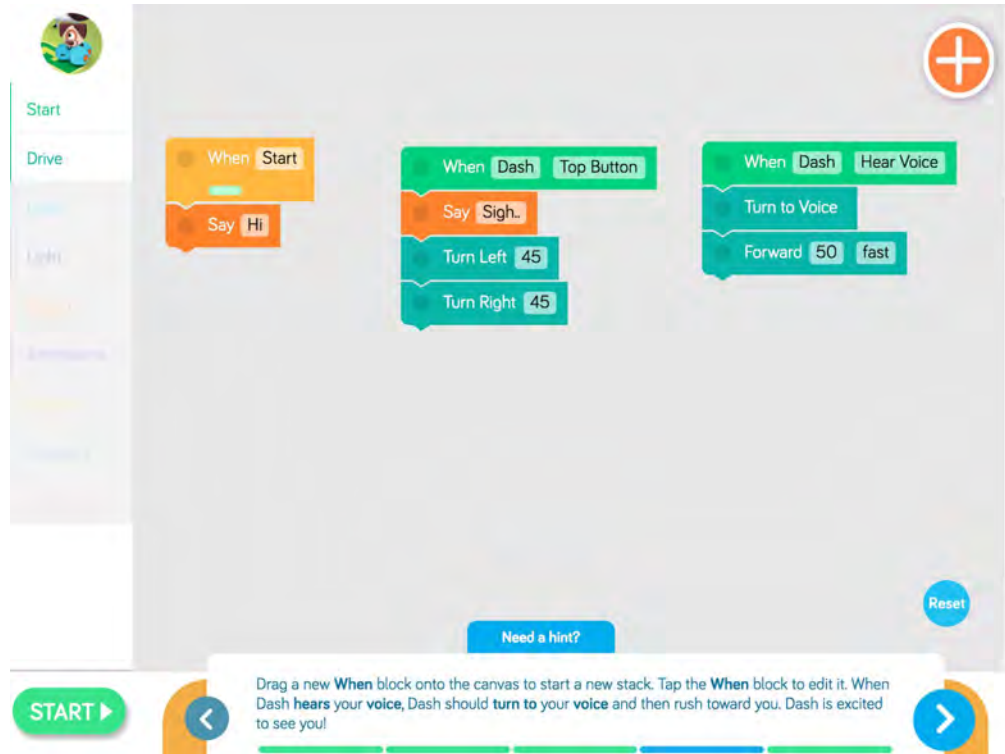 Start
Drive
Light
When Start
Say Hi
When Dash Top Button
Say Sigh..
Turn Left 45
Turn Right 45
When Dash Hear Voice
Turn to Voice
Forward 50 fast
Reset
Need a hint?
Drag a new When block onto the canvas to start a new stack. Tap the When block to edit it. When
Dash hears your voice, Dash should turn to your voice and then rush toward you. Dash is excited
to see you!
START